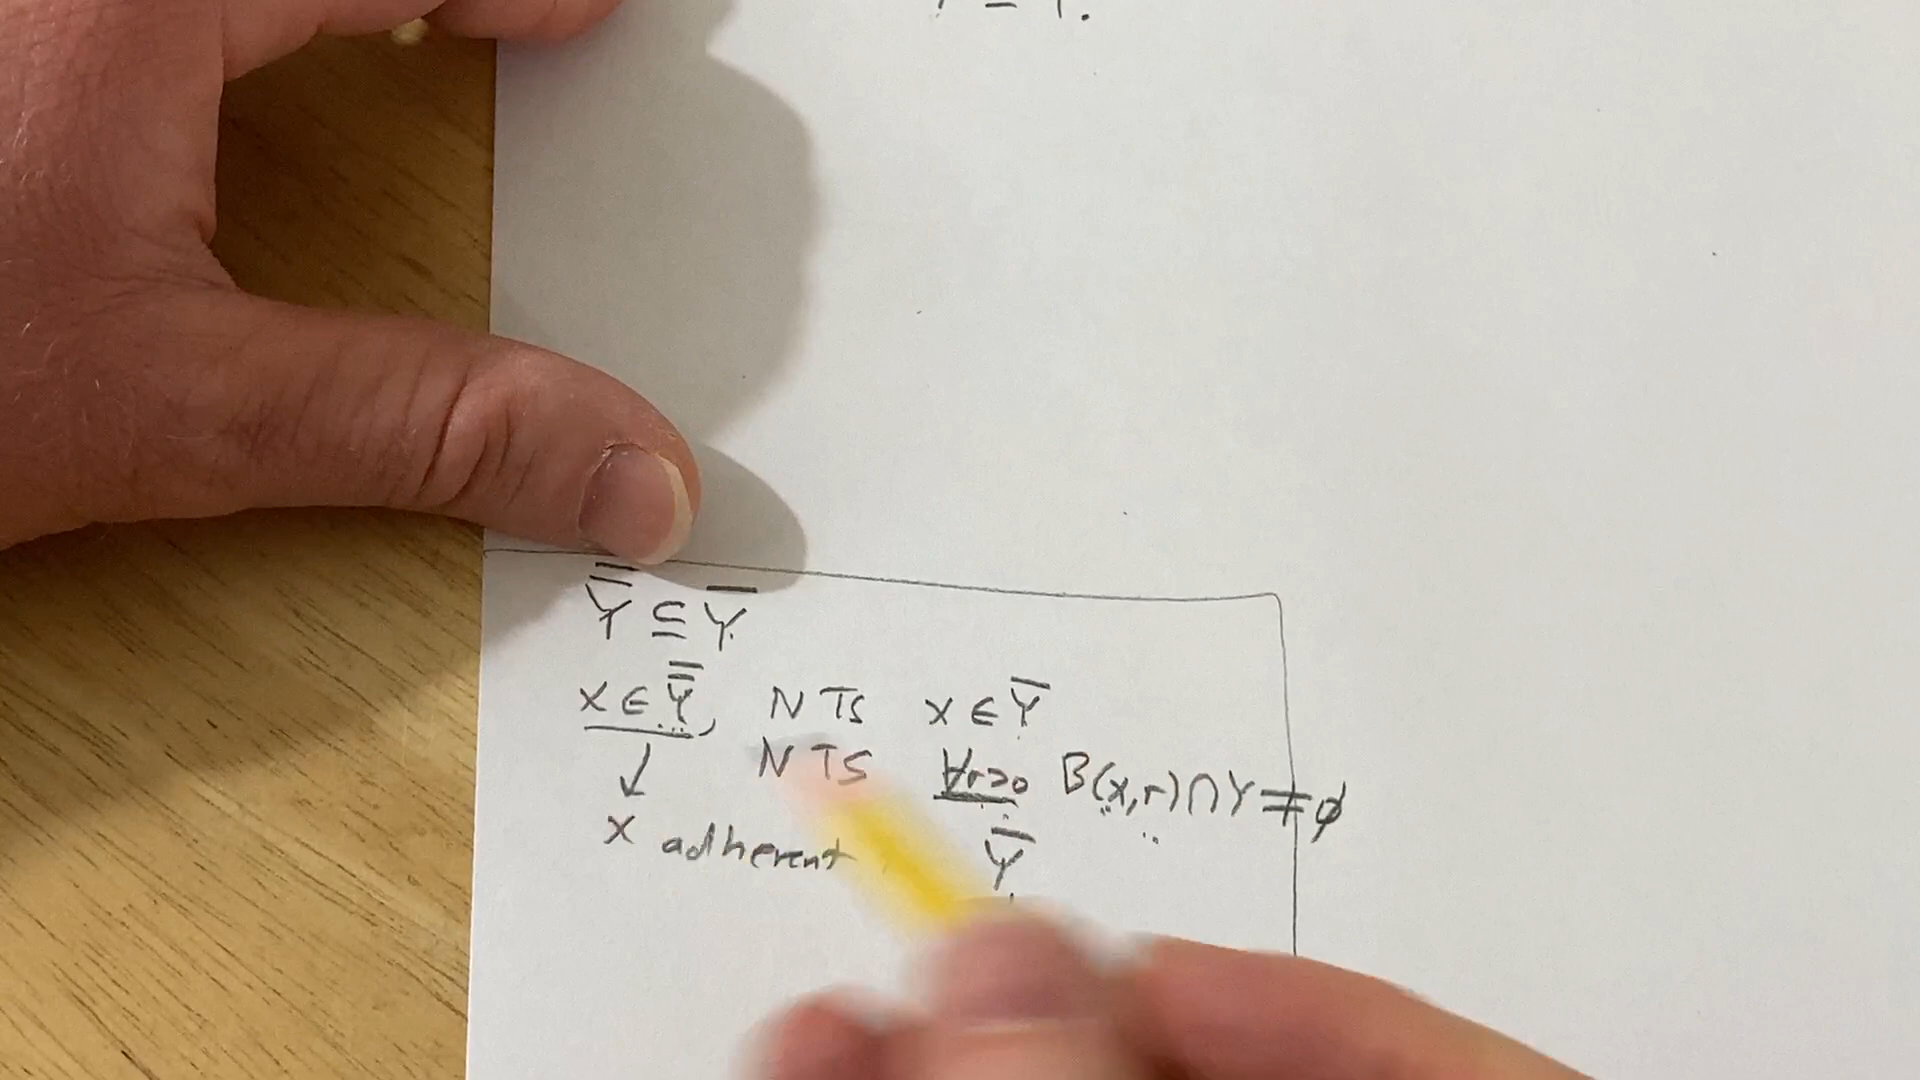 Y̿ ⊆ Y̅.
x ∈ Y̿, NTS x ∈ Y̅
NTS ∀r>0 B(x,r) ∩ Y ≠ ∅
↓
x adherent Y̅